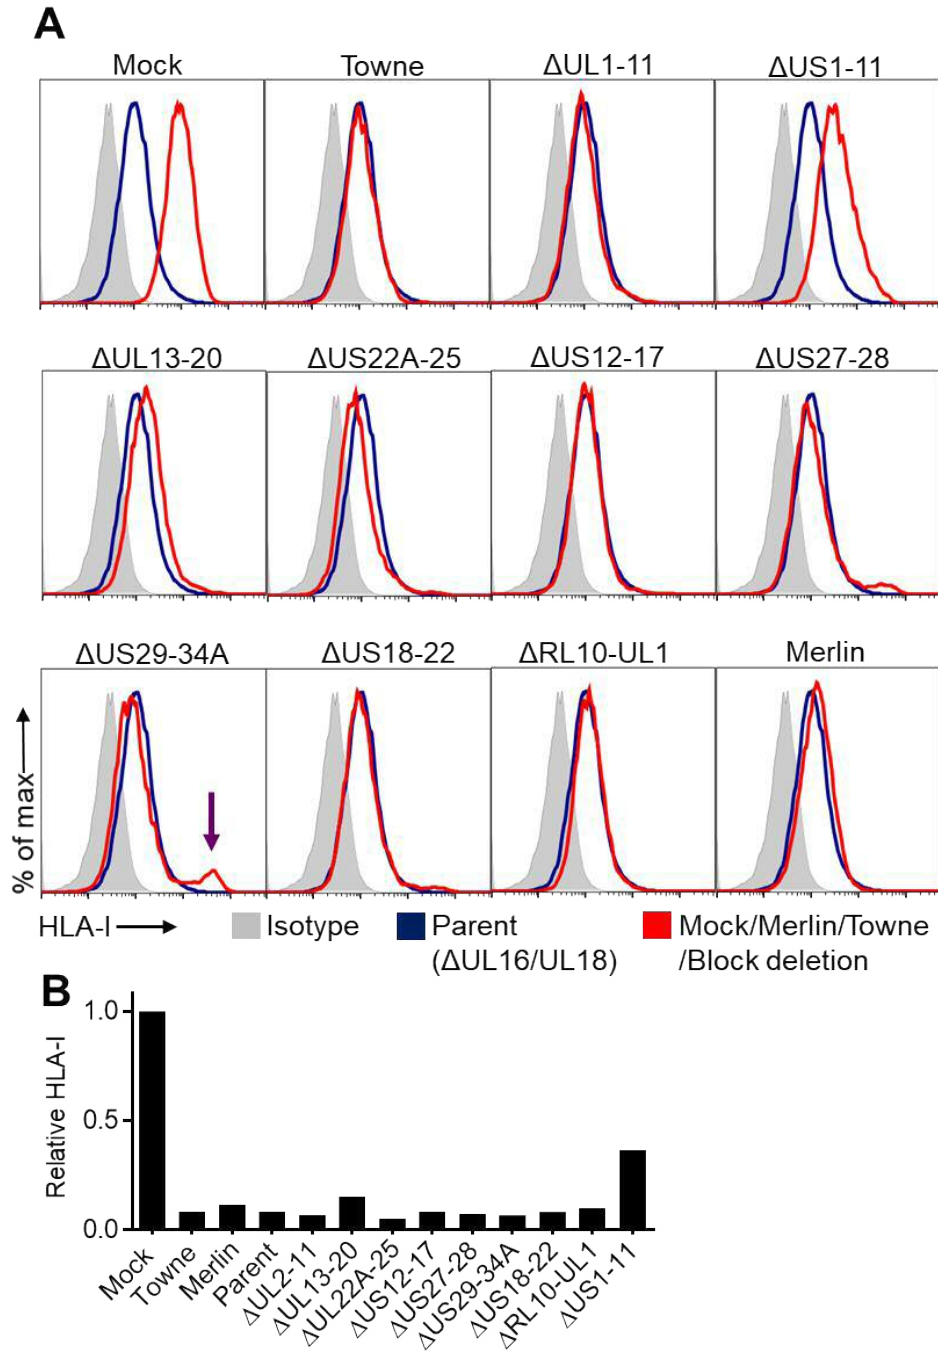 A
Mock Towne ΔUL1-11 ΔUS1-11
ΔUL13-20 ΔUS22A-25 ΔUS12-17 ΔUS27-28
ΔUS29-34A ΔUS18-22 ΔRL10-UL1 Merlin
% of max
HLA-I Isotype Parent Mock/Merlin/Towne
(ΔUL16/UL18) /Block deletion
B
Relative HLA-I
1.0
0.5
0.0
Mock
Towne
Merlin
Parent
ΔUL2-11
ΔUL13-20
ΔUL22A-25
ΔUS12-17
ΔUS27-28
ΔUS29-34A
ΔUS18-22
ΔRL10-UL1
ΔUS1-11